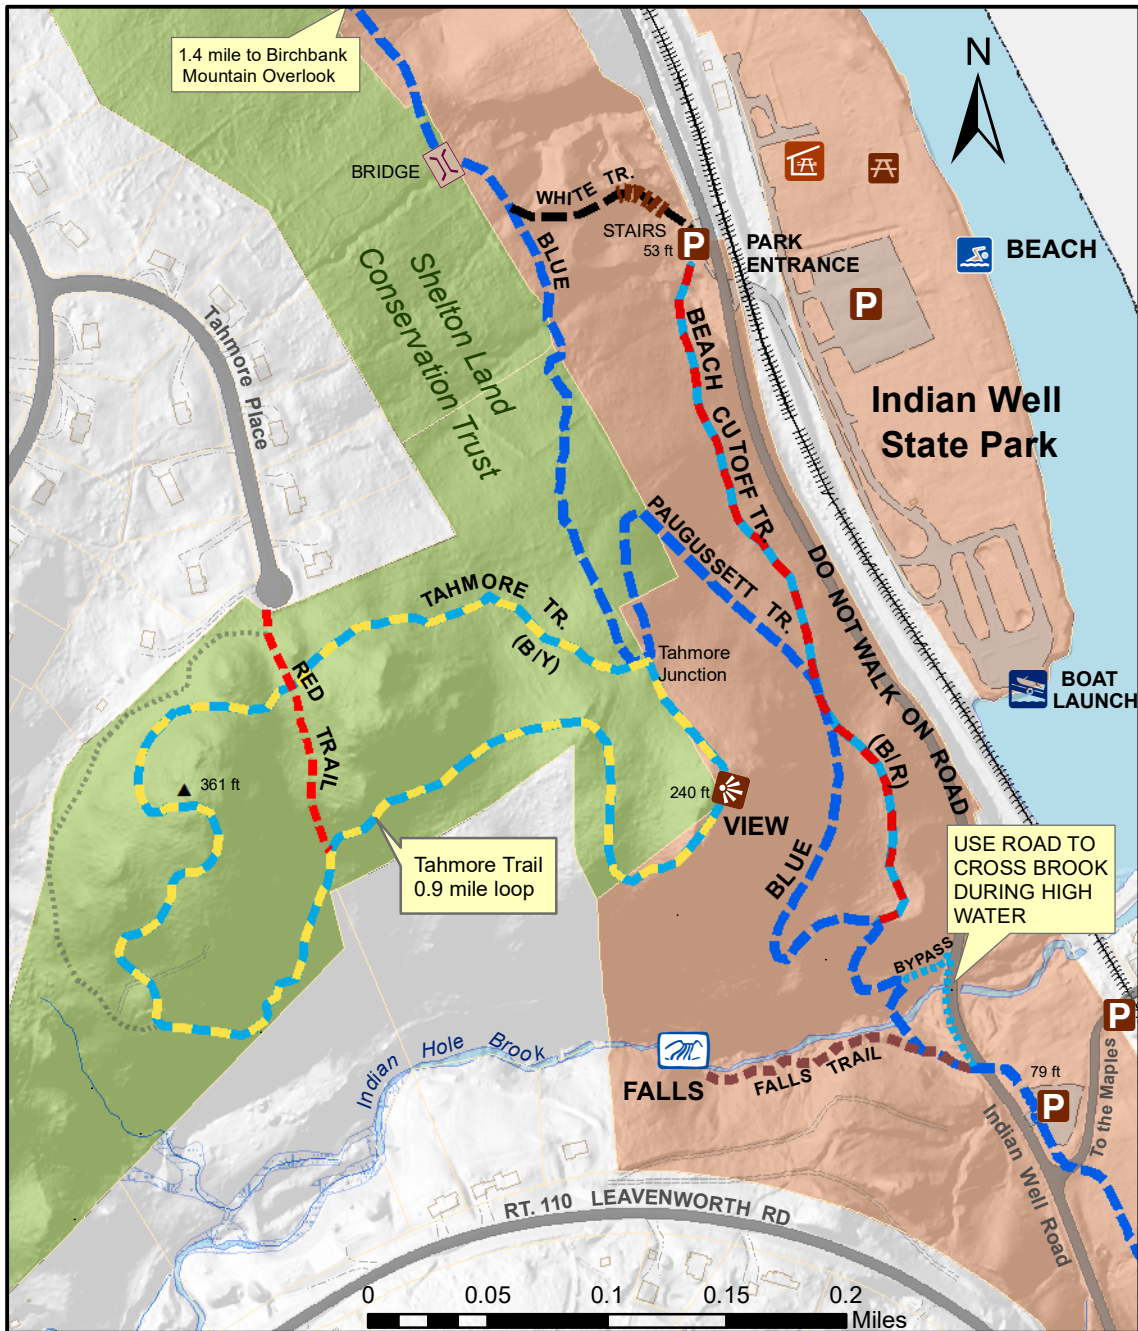 1.4 mile to Birchbank
Mountain Overlook
N
BRIDGE
WHITE TR.
STAIRS
53 ft
P
PARK
ENTRANCE
BEACH
BLUE
P
Shelton Land
Conservation Trust
Tahmore Place
BEACH CUTOFF TR.
Indian Well
State Park
PAUGUSSETT TR.
DO NOT WALK ON ROAD
TAHMORE TR.
(B/Y)
Tahmore
Junction
RED TRAIL
BOAT
LAUNCH
(B/R)
361 ft
240 ft
VIEW
Tahmore Trail
0.9 mile loop
BLUE
USE ROAD TO
CROSS BROOK
DURING HIGH
WATER
BYPASS
P
Indian Hole Brook
FALLS
FALLS TRAIL
79 ft
P
To the Maples
Indian Well Road
RT. 110 LEAVENWORTH RD
0 0.05 0.1 0.15 0.2
Miles